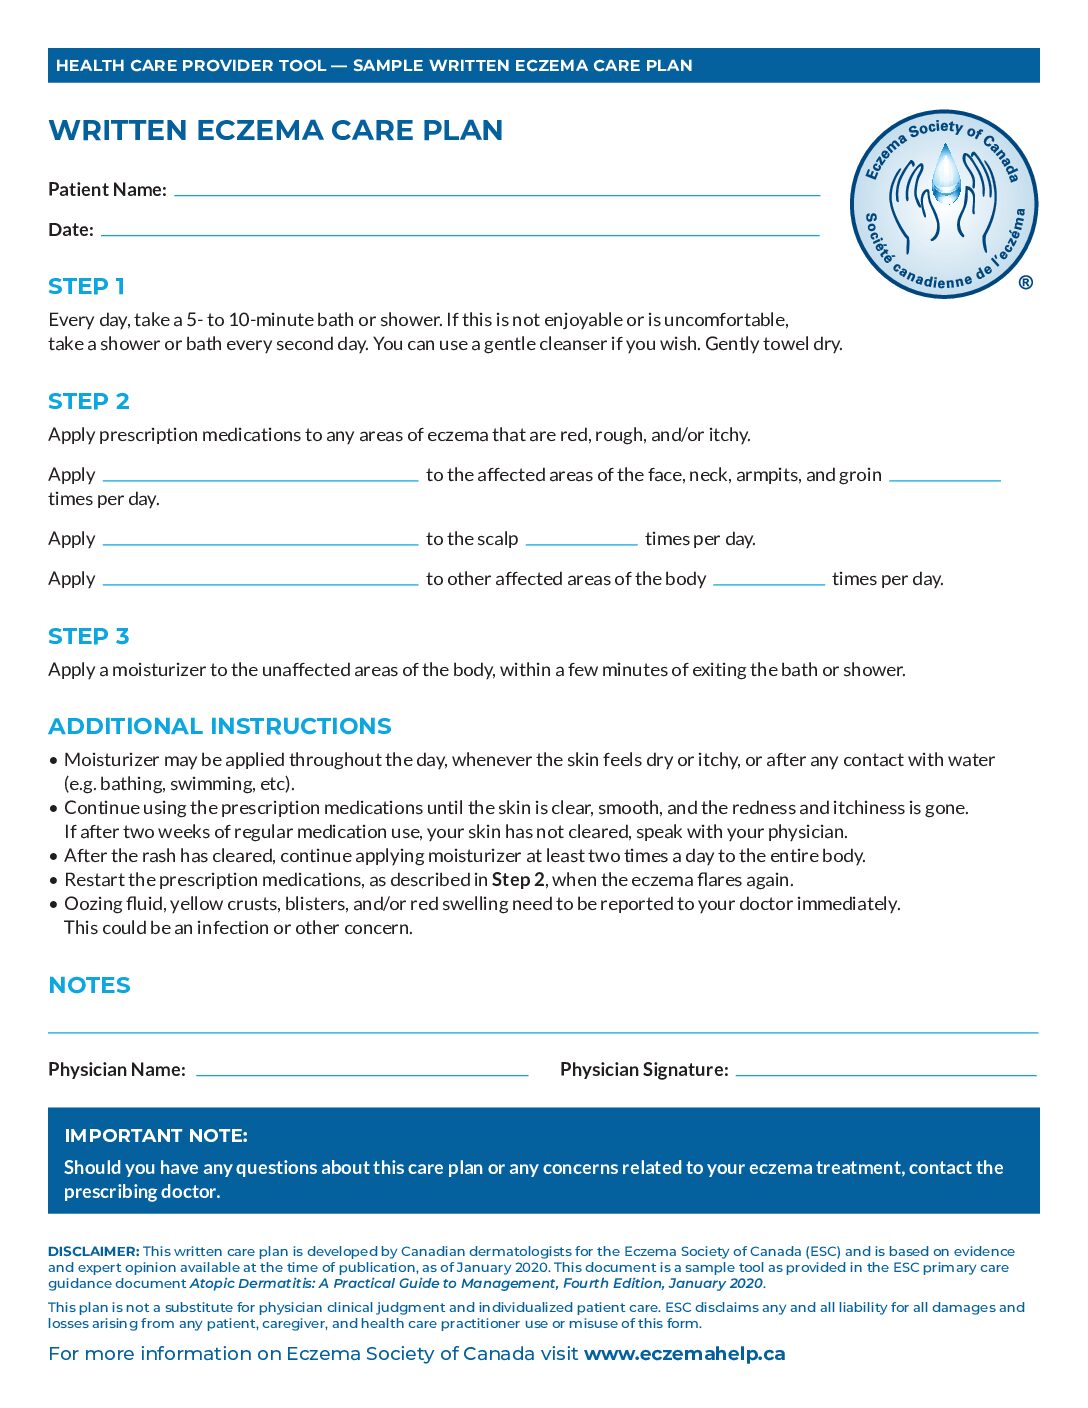 HEALTH CARE PROVIDER TOOL — SAMPLE WRITTEN ECZEMA CARE PLAN
WRITTEN ECZEMA CARE PLAN
Eczema Society of Canada
Société canadienne de l'eczéma
®
Patient Name:
Date:
STEP 1
Every day, take a 5- to 10-minute bath or shower. If this is not enjoyable or is uncomfortable,
take a shower or bath every second day. You can use a gentle cleanser if you wish. Gently towel dry.
STEP 2
Apply prescription medications to any areas of eczema that are red, rough, and/or itchy.
Apply to the affected areas of the face, neck, armpits, and groin
times per day.
Apply to the scalp times per day.
Apply to other affected areas of the body times per day.
STEP 3
Apply a moisturizer to the unaffected areas of the body, within a few minutes of exiting the bath or shower.
ADDITIONAL INSTRUCTIONS
• Moisturizer may be applied throughout the day, whenever the skin feels dry or itchy, or after any contact with water
(e.g. bathing, swimming, etc).
• Continue using the prescription medications until the skin is clear, smooth, and the redness and itchiness is gone.
If after two weeks of regular medication use, your skin has not cleared, speak with your physician.
• After the rash has cleared, continue applying moisturizer at least two times a day to the entire body.
• Restart the prescription medications, as described in Step 2, when the eczema flares again.
• Oozing fluid, yellow crusts, blisters, and/or red swelling need to be reported to your doctor immediately.
This could be an infection or other concern.
NOTES
Physician Name: Physician Signature:
IMPORTANT NOTE:
Should you have any questions about this care plan or any concerns related to your eczema treatment, contact the
prescribing doctor.
DISCLAIMER: This written care plan is developed by Canadian dermatologists for the Eczema Society of Canada (ESC) and is based on evidence
and expert opinion available at the time of publication, as of January 2020. This document is a sample tool as provided in the ESC primary care
guidance document Atopic Dermatitis: A Practical Guide to Management, Fourth Edition, January 2020.
This plan is not a substitute for physician clinical judgment and individualized patient care. ESC disclaims any and all liability for all damages and
losses arising from any patient, caregiver, and health care practitioner use or misuse of this form.
For more information on Eczema Society of Canada visit www.eczemahelp.ca